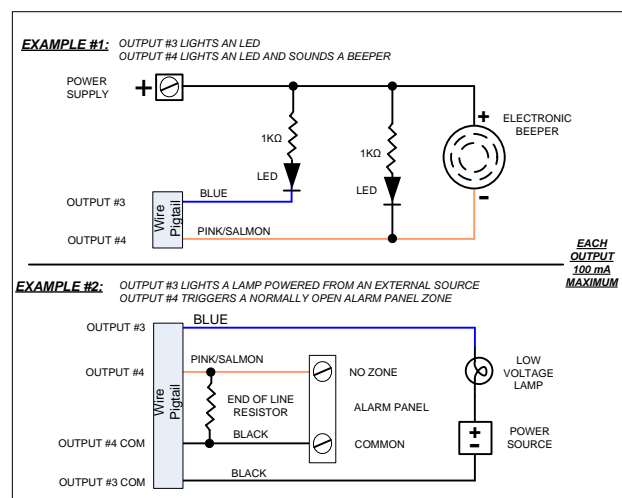 EXAMPLE #1: OUTPUT #3 LIGHTS AN LED
OUTPUT #4 LIGHTS AN LED AND SOUNDS A BEEPER
POWER
SUPPLY
+
+
ELECTRONIC
BEEPER
1KΩ
1KΩ
LED
LED
-
OUTPUT #3
BLUE
Wire
Pigtail
OUTPUT #4
PINK/SALMON
EACH
OUTPUT
100 mA
MAXIMUM
EXAMPLE #2: OUTPUT #3 LIGHTS A LAMP POWERED FROM AN EXTERNAL SOURCE
OUTPUT #4 TRIGGERS A NORMALLY OPEN ALARM PANEL ZONE
OUTPUT #3
BLUE
PINK/SALMON
OUTPUT #4
NO ZONE
LOW
VOLTAGE
LAMP
Wire
Pigtail
END OF LINE
RESISTOR
ALARM PANEL
+
-
POWER
SOURCE
OUTPUT #4 COM
BLACK
COMMON
OUTPUT #3 COM
BLACK